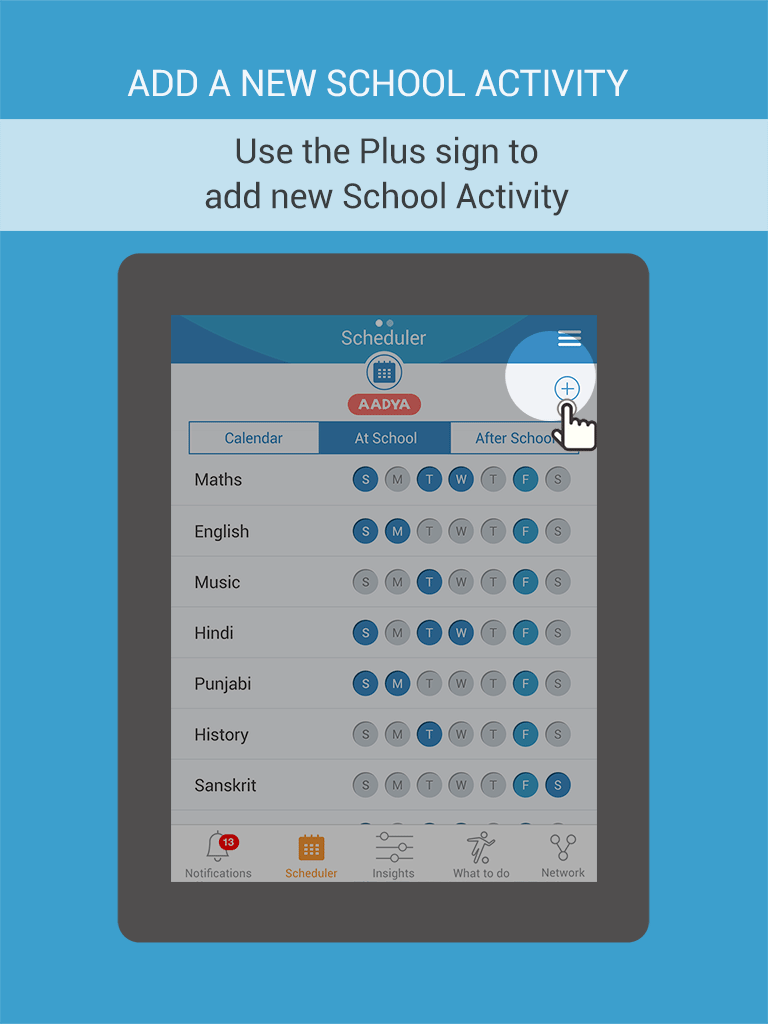 ADD A NEW SCHOOL ACTIVITY
Use the Plus sign to
add new School Activity
Scheduler
AADYA
Calendar At School After School
Maths S M T W T F S
English S M T W T F S
Music S M T W T F S
Hindi S M T W T F S
Punjabi S M T W T F S
History S M T W T F S
Sanskrit S M T W T F S
13
Notifications Scheduler Insights What to do Network